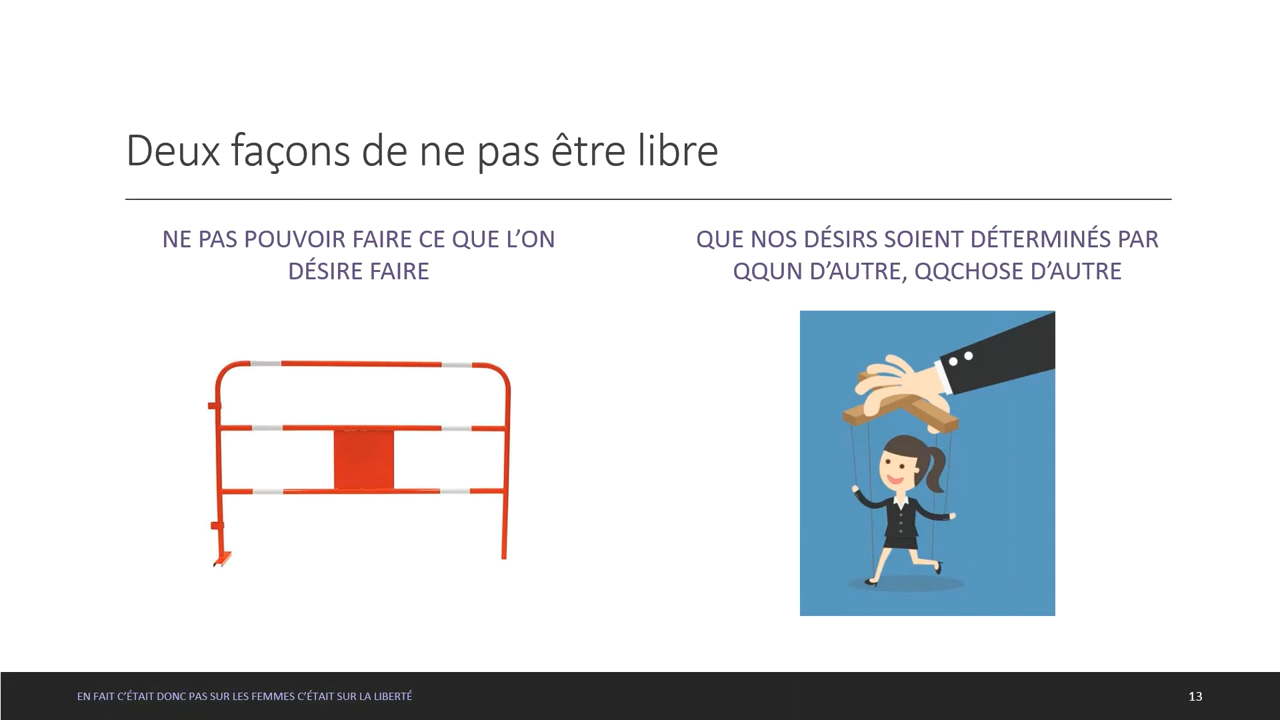 Deux façons de ne pas être libre
NE PAS POUVOIR FAIRE CE QUE L’ON
DÉSIRE FAIRE
QUE NOS DÉSIRS SOIENT DÉTERMINÉS PAR
QQUN D’AUTRE, QQCHOSE D’AUTRE
EN FAIT C’ÉTAIT DONC PAS SUR LES FEMMES C’ÉTAIT SUR LA LIBERTÉ
13